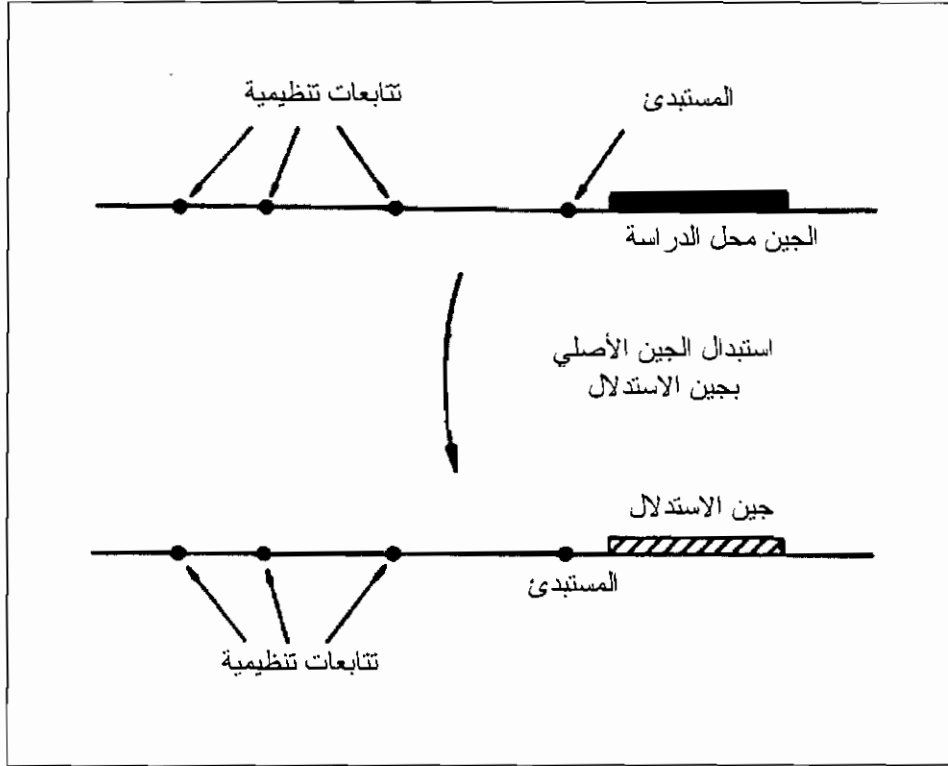 المستبدئ
تتابعات تنظيمية
الجين محل الدراسة
استبدال الجين الأصلي
بجين الاستدلال
جين الاستدلال
المستبدئ
تتابعات تنظيمية